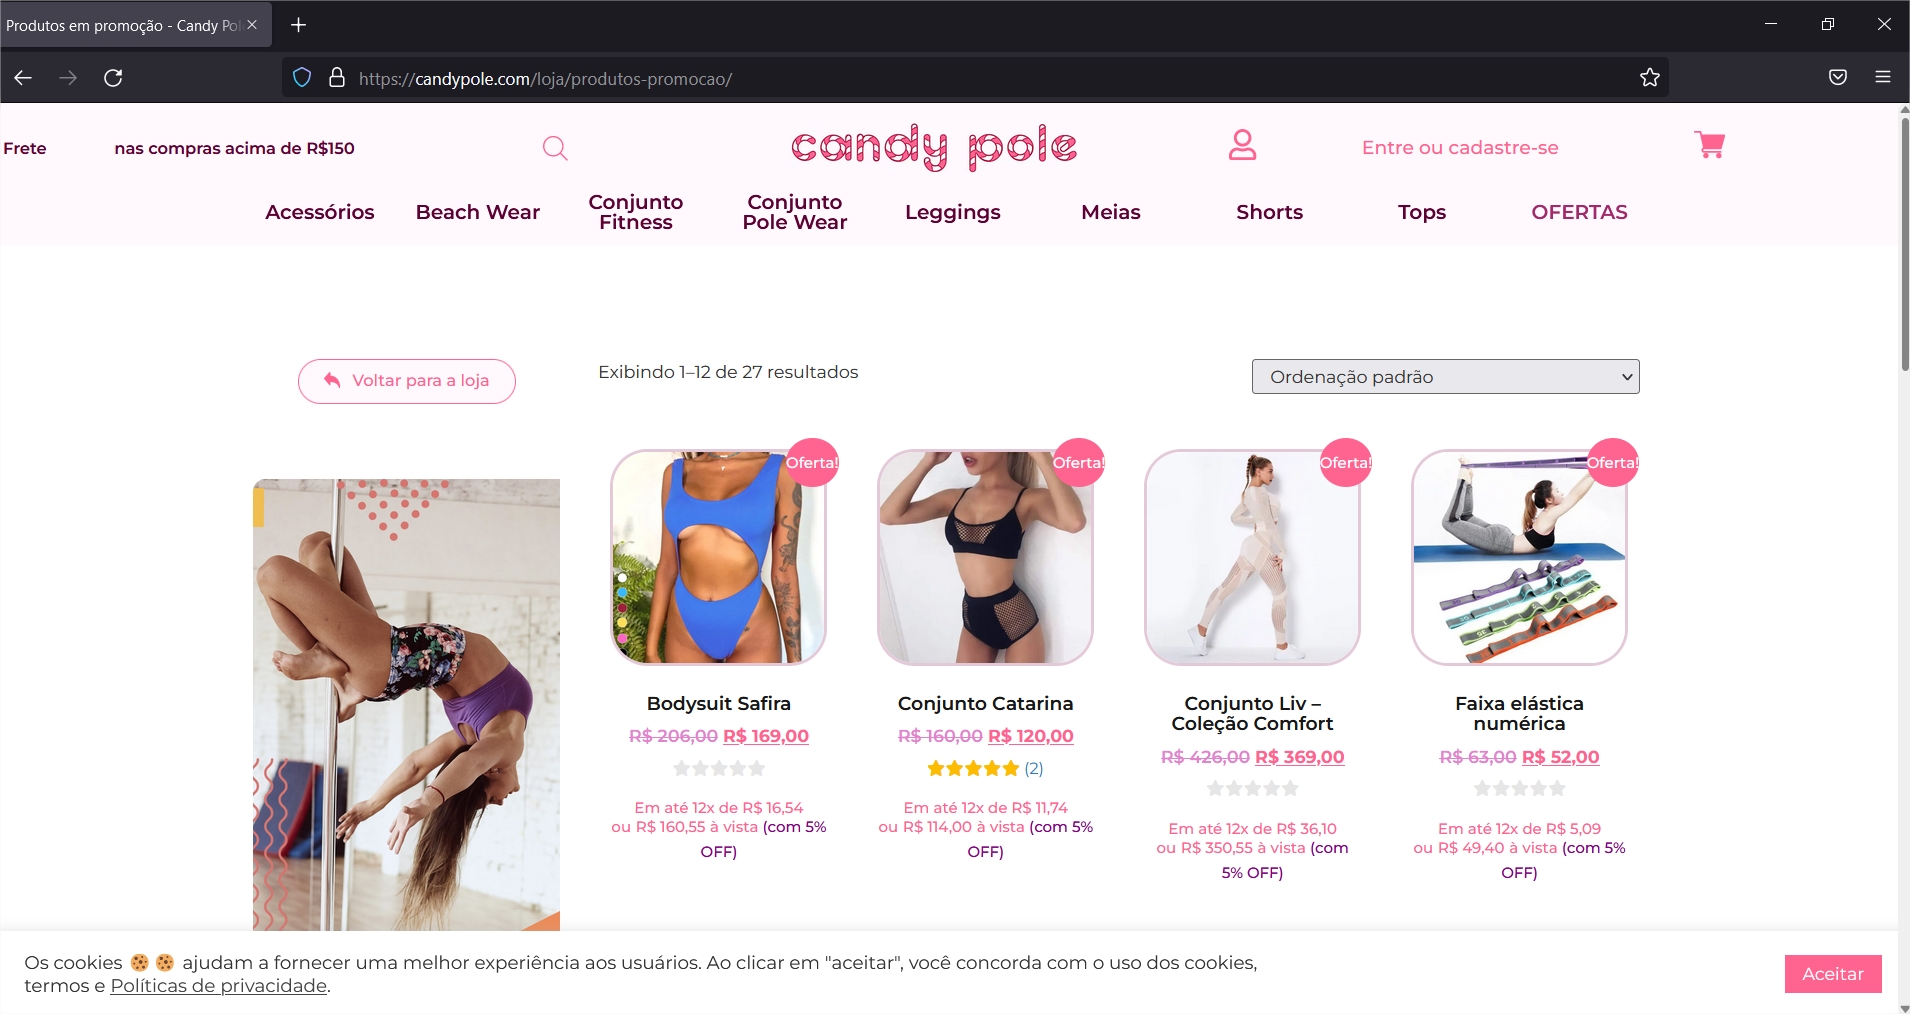 Produtos em promoção - Candy Pol
https://candypole.com/loja/produtos-promocao/
Frete
nas compras acima de R$150
candy pole
Entre ou cadastre-se
Acessórios
Beach Wear
Conjunto
Fitness
Conjunto
Pole Wear
Leggings
Meias
Shorts
Tops
OFERTAS
Voltar para a loja
Exibindo 1–12 de 27 resultados
Ordenação padrão
Oferta!
Oferta!
Oferta!
Oferta!
Bodysuit Safira
R$ 206,00 R$ 169,00
Em até 12x de R$ 16,54
ou R$ 160,55 à vista (com 5%
OFF)
Conjunto Catarina
R$ 160,00 R$ 120,00
(2)
Em até 12x de R$ 11,74
ou R$ 114,00 à vista (com 5%
OFF)
Conjunto Liv –
Coleção Comfort
R$ 426,00 R$ 369,00
Em até 12x de R$ 36,10
ou R$ 350,55 à vista (com
5% OFF)
Faixa elástica
numérica
R$ 63,00 R$ 52,00
Em até 12x de R$ 5,09
ou R$ 49,40 à vista (com 5%
OFF)
Os cookies 🍪 🍪 ajudam a fornecer uma melhor experiência aos usuários. Ao clicar em "aceitar", você concorda com o uso dos cookies,
termos e Políticas de privacidade.
Aceitar